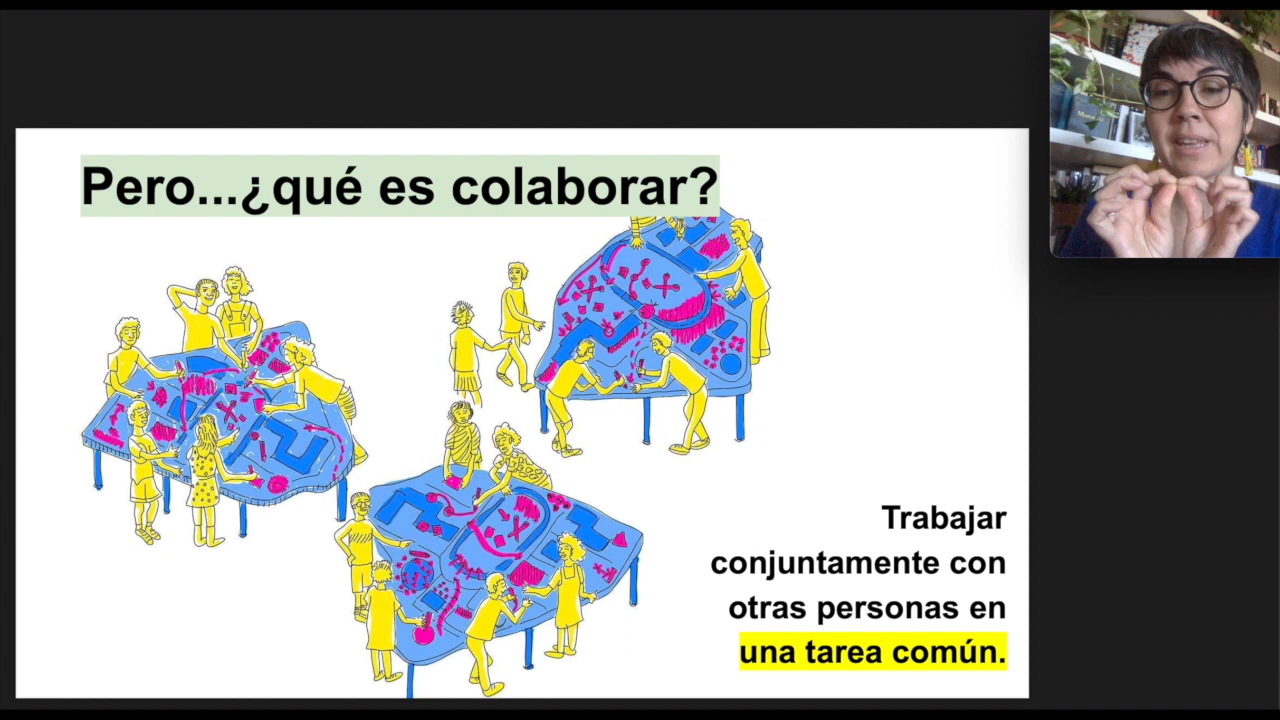 Pero...¿qué es colaborar?
Trabajar
conjuntamente con
otras personas en
una tarea común.